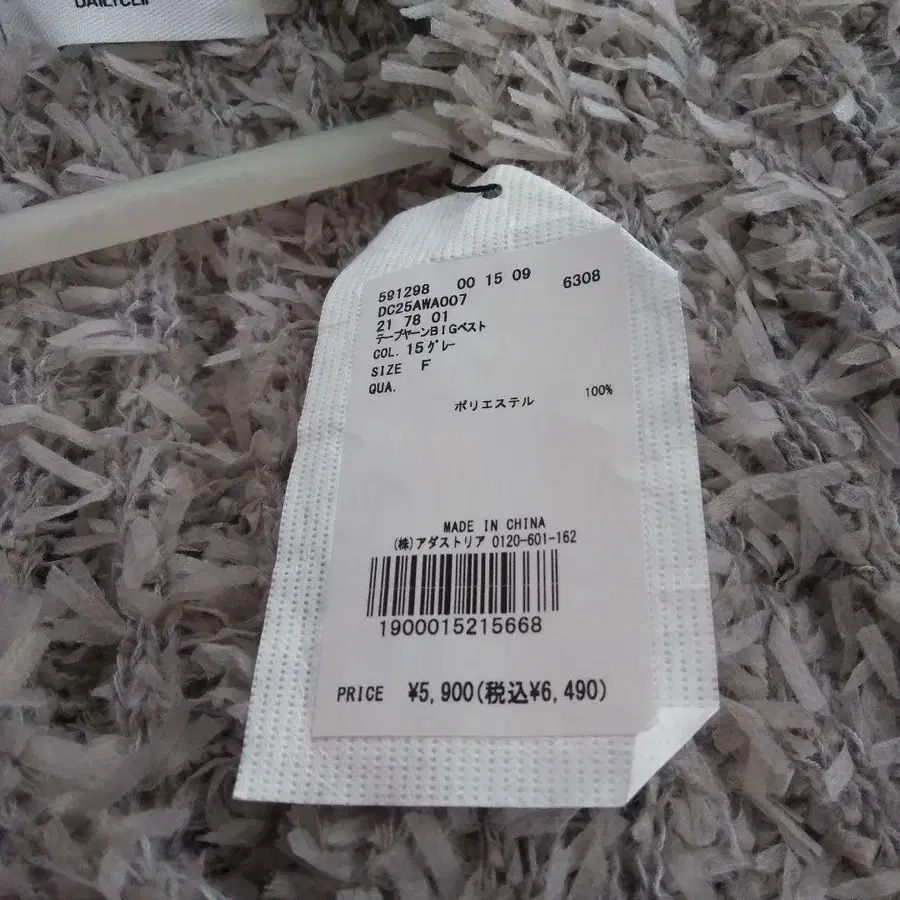 591298 00 15 09 6308
DC25AWA007
21 78 01
テープヤーンBIGベスト
COL. 15 グレー
SIZE F
QUA.
ポリエステル 100%
MADE IN CHINA
(株)アダストリア 0120-601-162
1900015215668
PRICE ¥5,900(税込¥6,490)